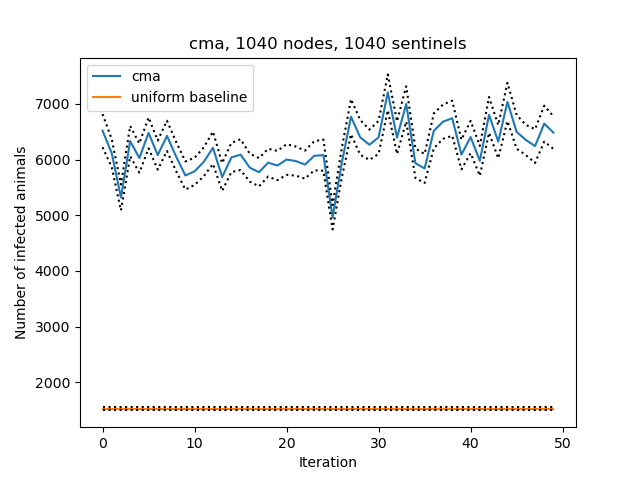 cma, 1040 nodes, 1040 sentinels
cma
uniform baseline
Number of infected animals
7000
6000
5000
4000
3000
2000
0 10 20 30 40 50
Iteration